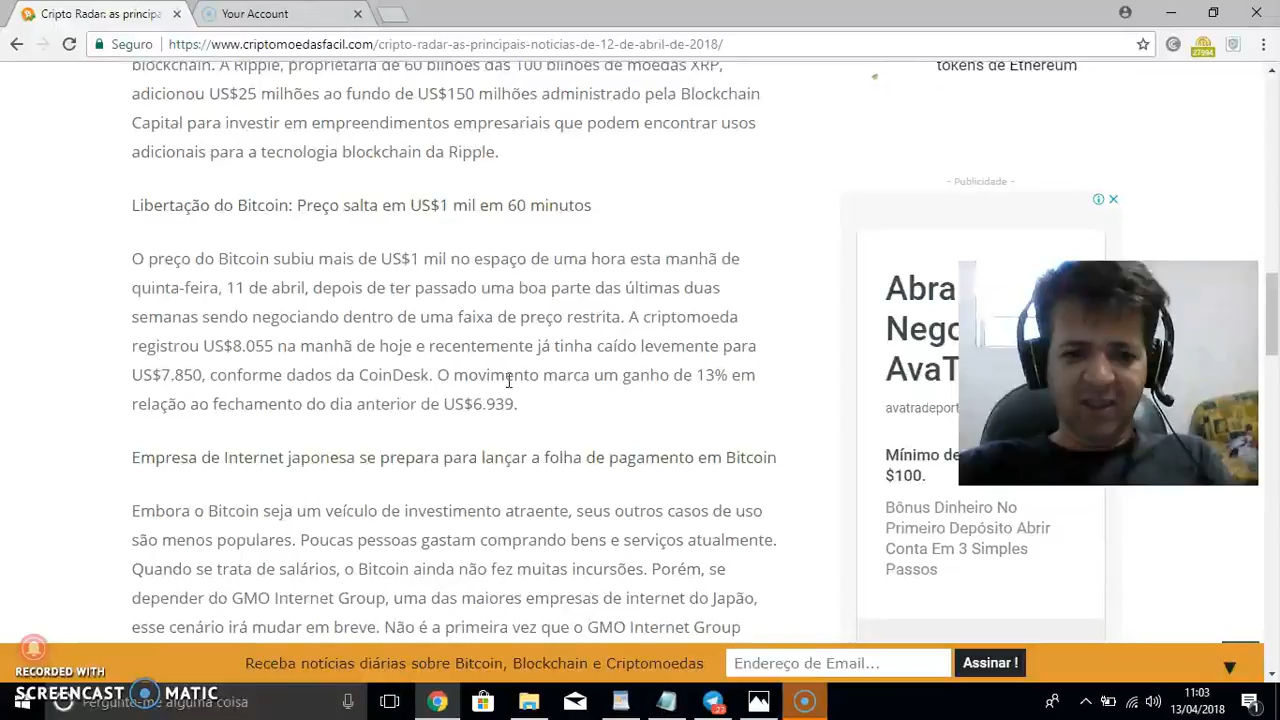 Cripto Radar: as principa
Your Account
Seguro
https://www.criptomoedasfacil.com/cripto-radar-as-principais-noticias-de-12-de-abril-de-2018/
27994
blockchain. A Ripple, proprietária de 60 bilhões das 100 bilhões de moedas XRP,
adicionou US$25 milhões ao fundo de US$150 milhões administrado pela Blockchain
Capital para investir em empreendimentos empresariais que podem encontrar usos
adicionais para a tecnologia blockchain da Ripple.
Libertação do Bitcoin: Preço salta em US$1 mil em 60 minutos
O preço do Bitcoin subiu mais de US$1 mil no espaço de uma hora esta manhã de
quinta-feira, 11 de abril, depois de ter passado uma boa parte das últimas duas
semanas sendo negociando dentro de uma faixa de preço restrita. A criptomoeda
registrou US$8.055 na manhã de hoje e recentemente já tinha caído levemente para
US$7.850, conforme dados da CoinDesk. O movimento marca um ganho de 13% em
relação ao fechamento do dia anterior de US$6.939.
Empresa de Internet japonesa se prepara para lançar a folha de pagamento em Bitcoin
Embora o Bitcoin seja um veículo de investimento atraente, seus outros casos de uso
são menos populares. Poucas pessoas gastam comprando bens e serviços atualmente.
Quando se trata de salários, o Bitcoin ainda não fez muitas incursões. Porém, se
depender do GMO Internet Group, uma das maiores empresas de internet do Japão,
esse cenário irá mudar em breve. Não é a primeira vez que o GMO Internet Group
tokens de Ethereum
- Publicidade -
Abra
Nego
AvaT
avatradeport
Mínimo de
$100.
Bônus Dinheiro No
Primeiro Depósito Abrir
Conta Em 3 Simples
Passos
Receba notícias diárias sobre Bitcoin, Blockchain e Criptomoedas
Endereço de Email...
Assinar !
RECORDED WITH
SCREENCAST MATIC
Pergunte-me alguma coisa
23
11:03
13/04/2018
1